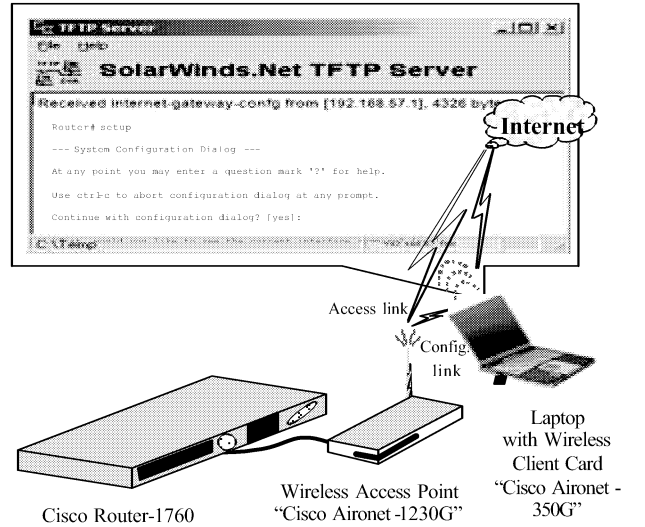 TFTP Server
File Help
SolarWinds.Net TFTP Server
Received internet-gateway-confg from [192.168.57.1], 4326 byte
Router# setup
--- System Configuration Dialog ---
At any point you may enter a question mark '?' for help.
Use ctrl-c to abort configuration dialog at any prompt.
Continue with configuration dialog? [yes]:
C:\Temp
Internet
Access link
Config.
link
Laptop
with Wireless
Client Card
“Cisco Aironet -
350G”
Wireless Access Point
“Cisco Aironet -1230G”
Cisco Router-1760